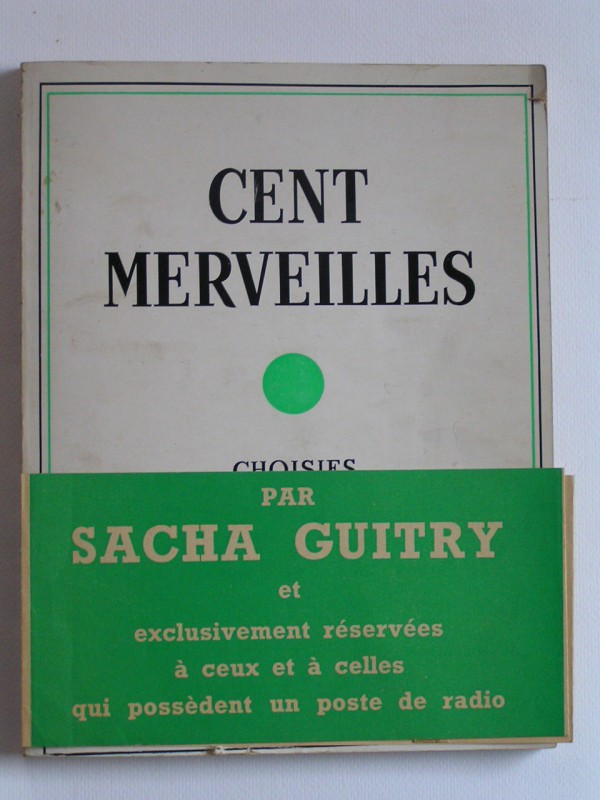 CENT
MERVEILLES
CHOISIES
PAR
SACHA GUITRY
et
exclusivement réservées
à ceux et à celles
qui possèdent un poste de radio